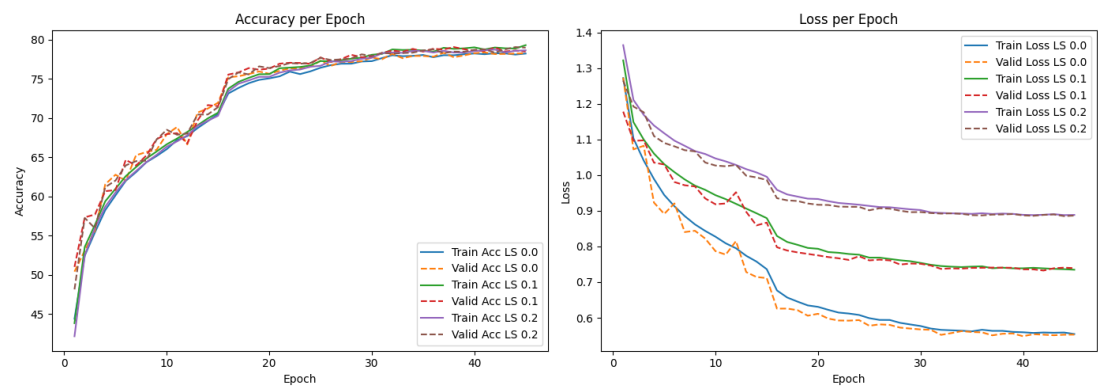 Accuracy per Epoch
80
75
70
65
60
55
50
45
Accuracy
0
10
20
30
40
Epoch
Train Acc LS 0.0
Valid Acc LS 0.0
Train Acc LS 0.1
Valid Acc LS 0.1
Train Acc LS 0.2
Valid Acc LS 0.2
Loss per Epoch
1.4
1.3
1.2
1.1
1.0
0.9
0.8
0.7
0.6
Loss
0
10
20
30
40
Epoch
Train Loss LS 0.0
Valid Loss LS 0.0
Train Loss LS 0.1
Valid Loss LS 0.1
Train Loss LS 0.2
Valid Loss LS 0.2